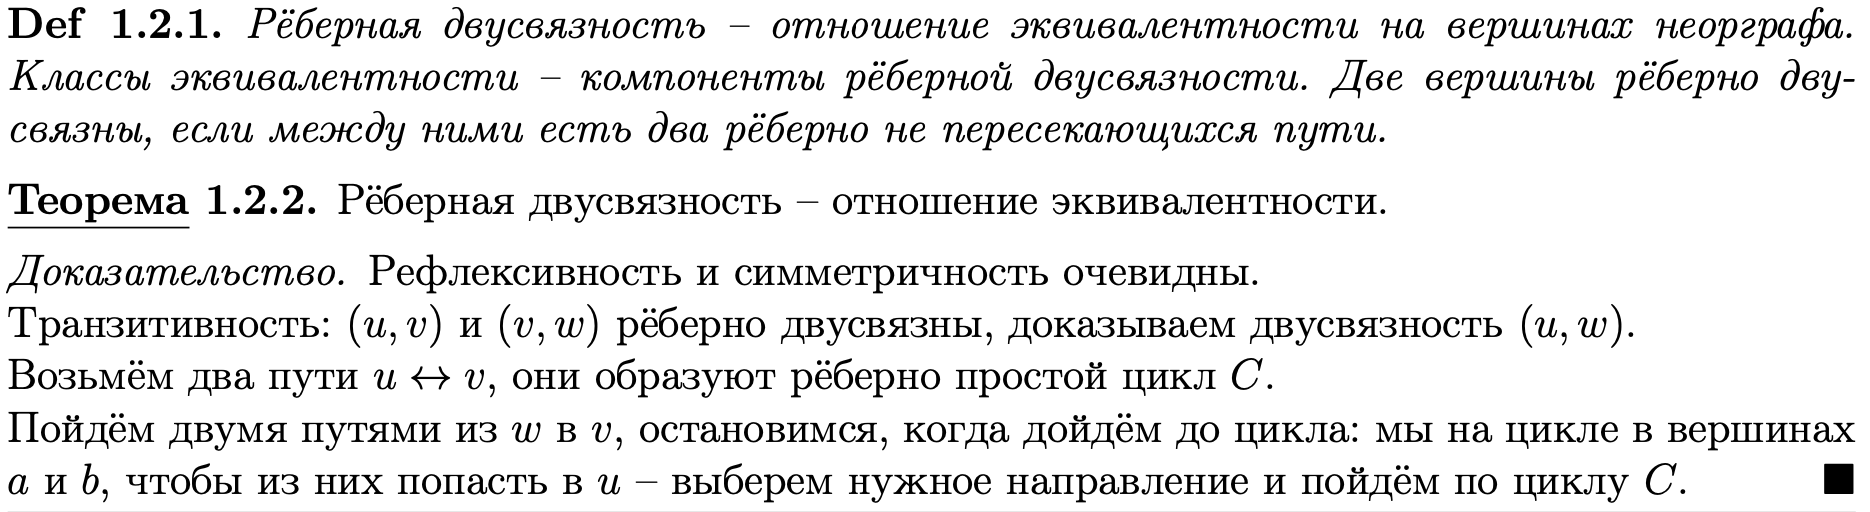 Def 1.2.1. Рёберная двусвязность – отношение эквивалентности на вершинах неорграфа.
Классы эквивалентности – компоненты рёберной двусвязности. Две вершины рёберно дву-
связны, если между ними есть два рёберно не пересекающихся пути.
Теорема 1.2.2. Рёберная двусвязность – отношение эквивалентности.
Доказательство. Рефлексивность и симметричность очевидны.
Транзитивность: (u, v) и (v, w) рёберно двусвязны, доказываем двусвязность (u, w).
Возьмём два пути u ↔ v, они образуют рёберно простой цикл C.
Пойдём двумя путями из w в v, остановимся, когда дойдём до цикла: мы на цикле в вершинах
a и b, чтобы из них попасть в u – выберем нужное направление и пойдём по циклу C. ■